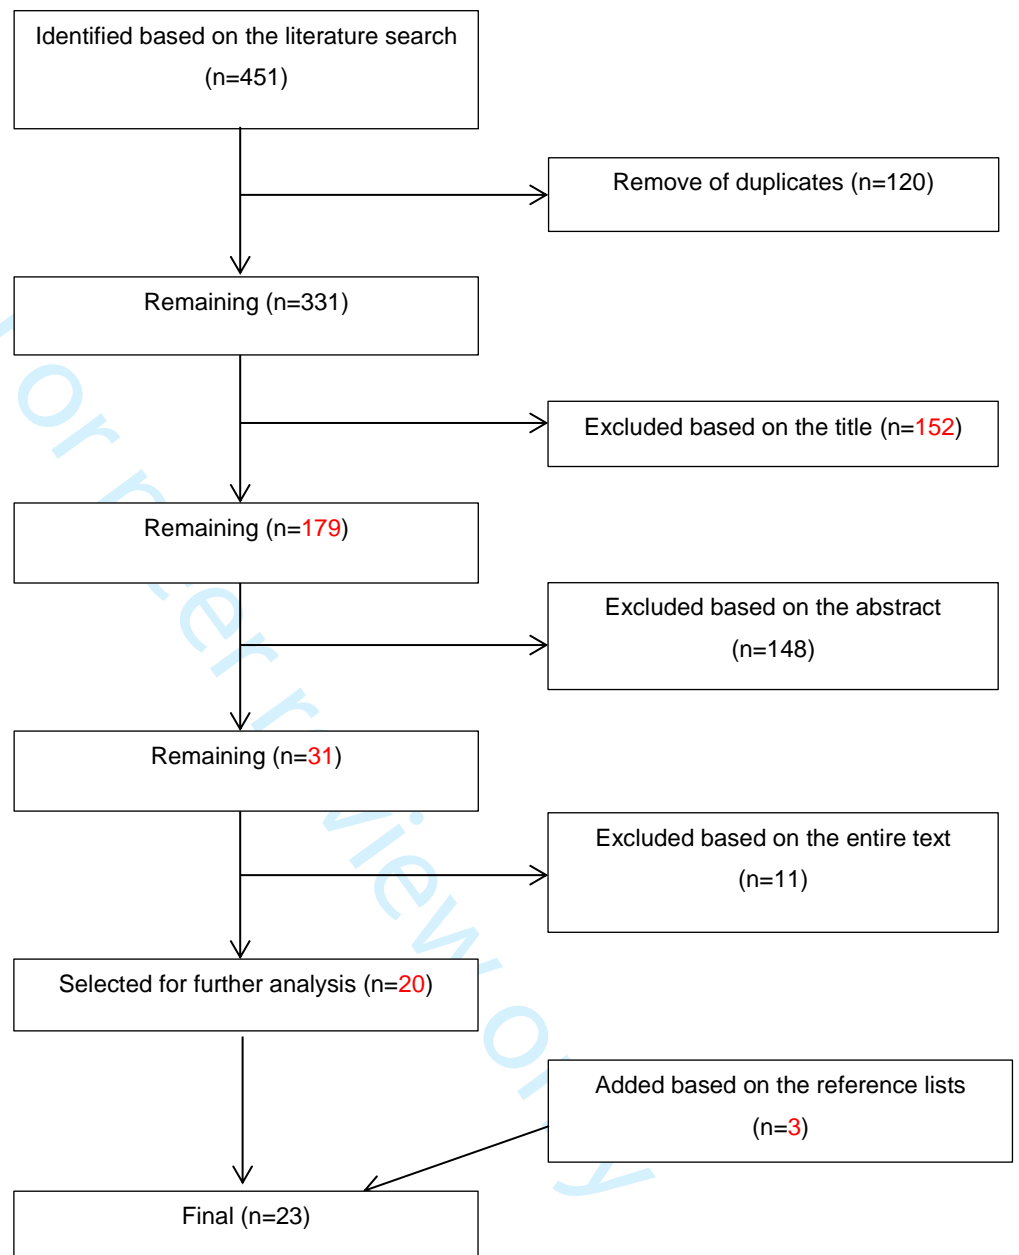 Identified based on the literature search
(n=451)
Remove of duplicates (n=120)
Remaining (n=331)
Excluded based on the title (n=152)
Remaining (n=179)
Excluded based on the abstract
(n=148)
Remaining (n=31)
Excluded based on the entire text
(n=11)
Selected for further analysis (n=20)
Added based on the reference lists
(n=3)
Final (n=23)